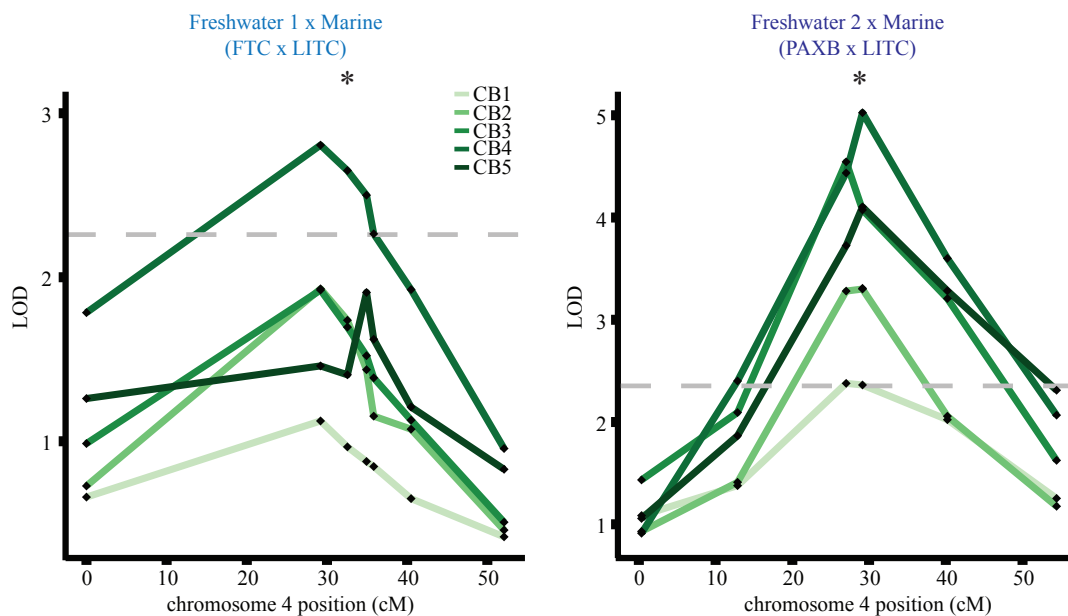 Freshwater 1 x Marine
(FTC x LITC)
*
3
2
1
LOD
CB1
CB2
CB3
CB4
CB5
0 10 20 30 40 50
chromosome 4 position (cM)
Freshwater 2 x Marine
(PAXB x LITC)
*
5
4
3
2
1
LOD
0 10 20 30 40 50
chromosome 4 position (cM)